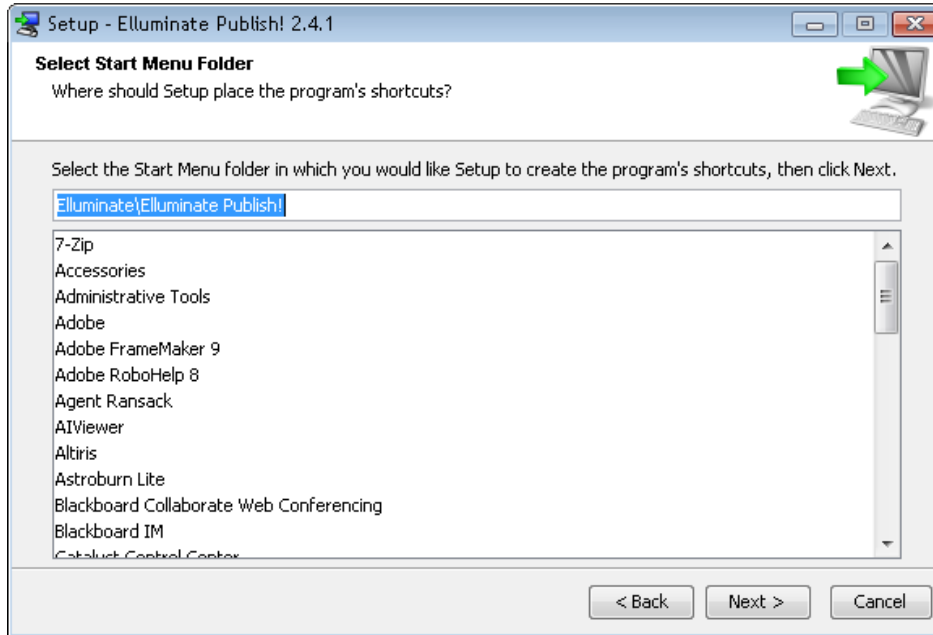 Setup - Elluminate Publish! 2.4.1
Select Start Menu Folder
Where should Setup place the program's shortcuts?
Select the Start Menu folder in which you would like Setup to create the program's shortcuts, then click Next.
Elluminate\Elluminate Publish!
7-Zip
Accessories
Administrative Tools
Adobe
Adobe FrameMaker 9
Adobe RoboHelp 8
Agent Ransack
AIViewer
Altiris
Astroburn Lite
Blackboard Collaborate Web Conferencing
Blackboard IM
Catalyst Control Center
< Back Next > Cancel